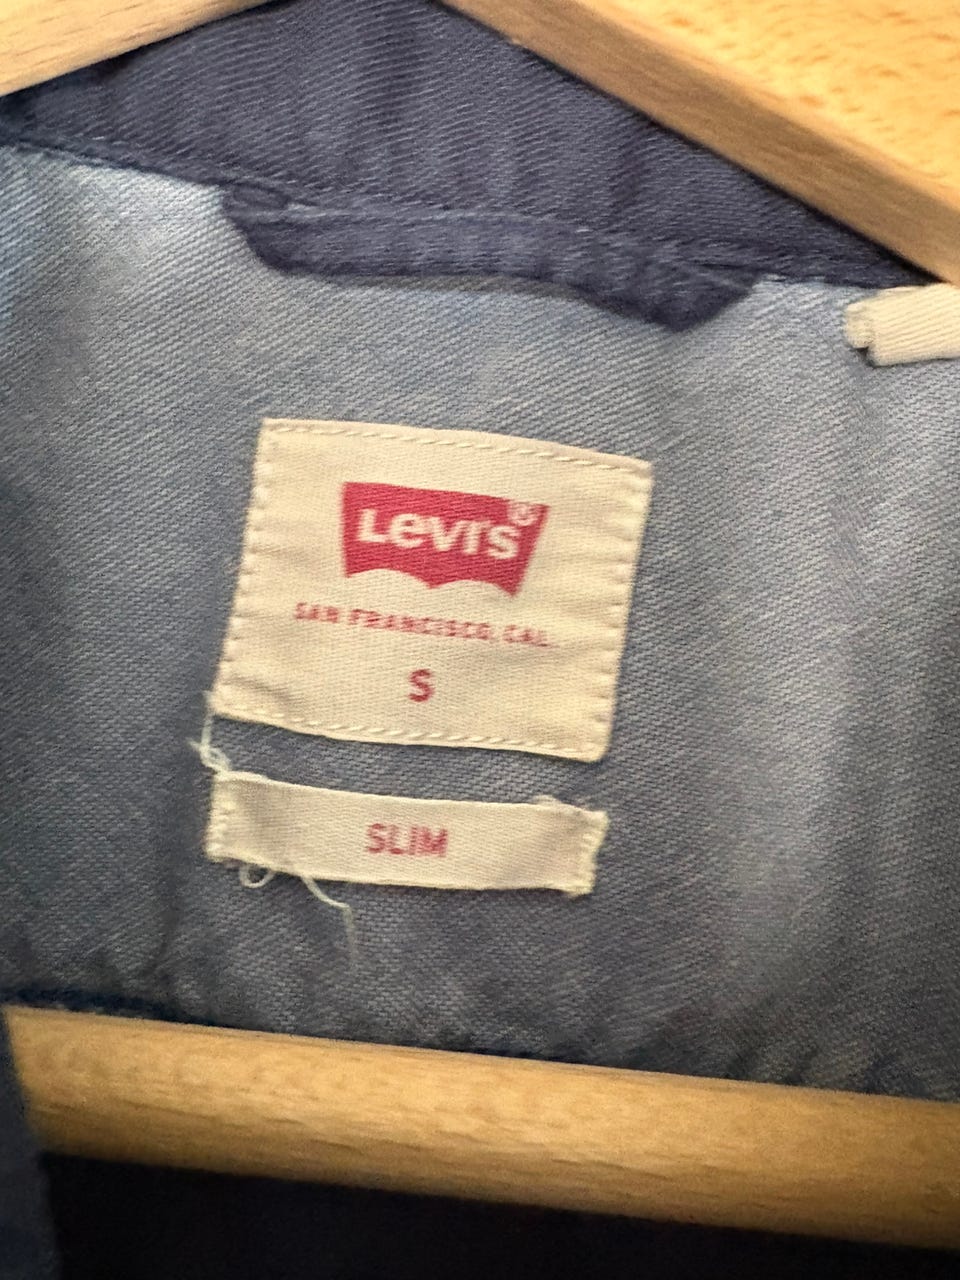 Levi's®
SAN FRANCISCO, CAL.
S
SLIM